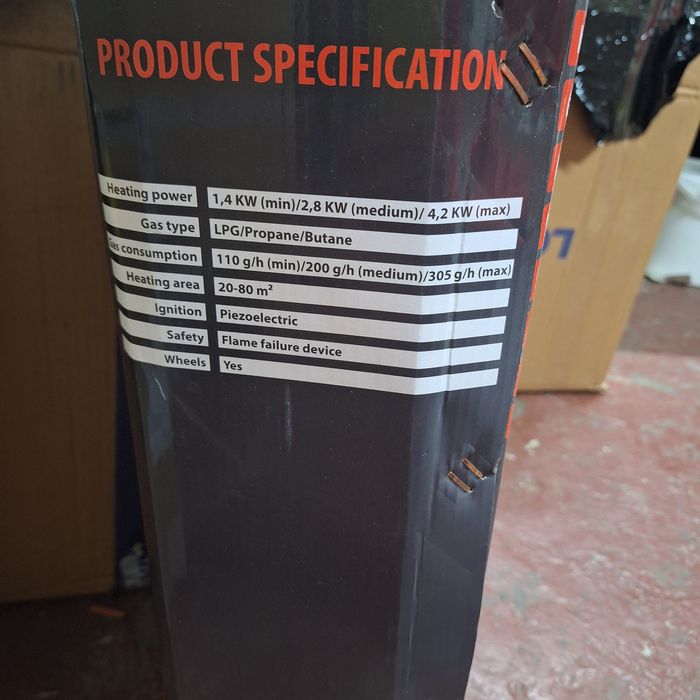 PRODUCT SPECIFICATION
Heating power 1,4 KW (min)/2,8 KW (medium)/ 4,2 KW (max)
Gas type LPG/Propane/Butane
Gas consumption 110 g/h (min)/200 g/h (medium)/305 g/h (max)
Heating area 20-80 m²
Ignition Piezoelectric
Safety Flame failure device
Wheels Yes